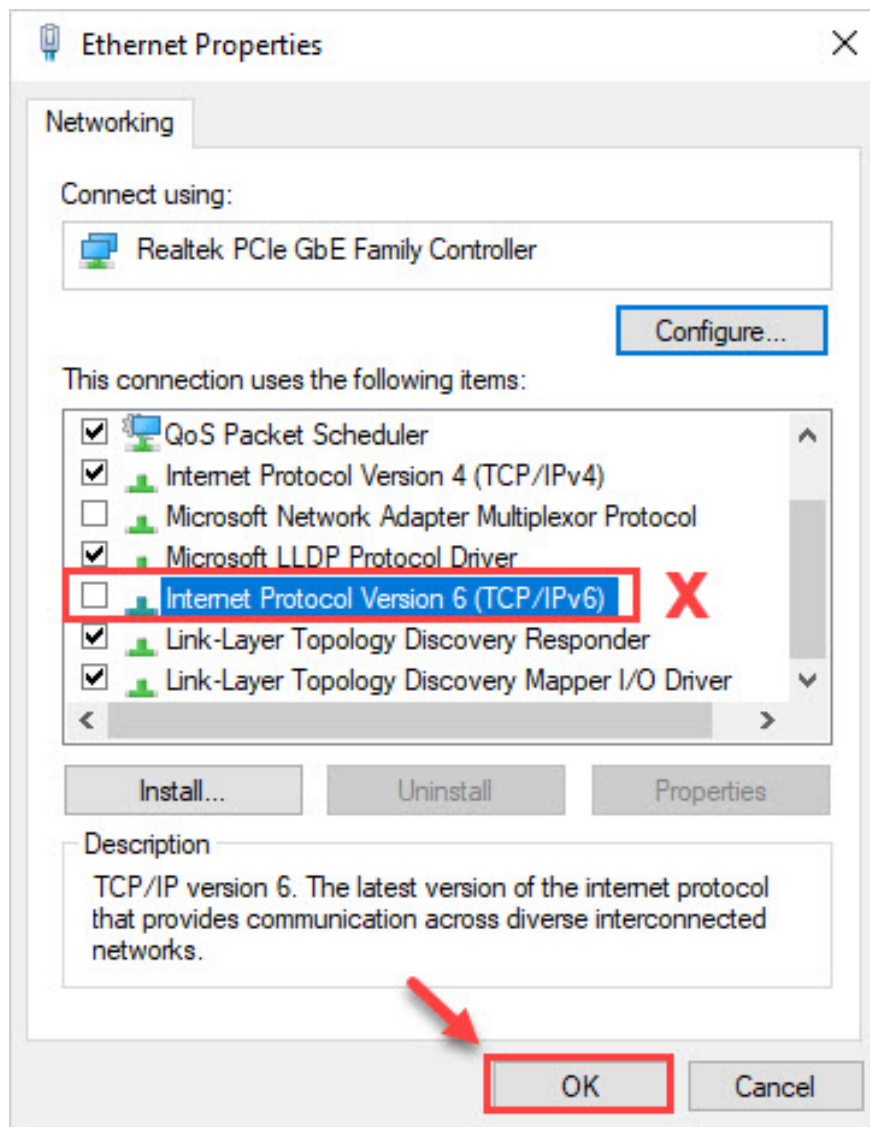 Ethernet Properties
Networking
Connect using:
Realtek PCIe GbE Family Controller
Configure...
This connection uses the following items:
QoS Packet Scheduler
Internet Protocol Version 4 (TCP/IPv4)
Microsoft Network Adapter Multiplexor Protocol
Microsoft LLDP Protocol Driver
Internet Protocol Version 6 (TCP/IPv6) X
Link-Layer Topology Discovery Responder
Link-Layer Topology Discovery Mapper I/O Driver
Install... Uninstall Properties
Description
TCP/IP version 6. The latest version of the internet protocol
that provides communication across diverse interconnected
networks.
OK Cancel